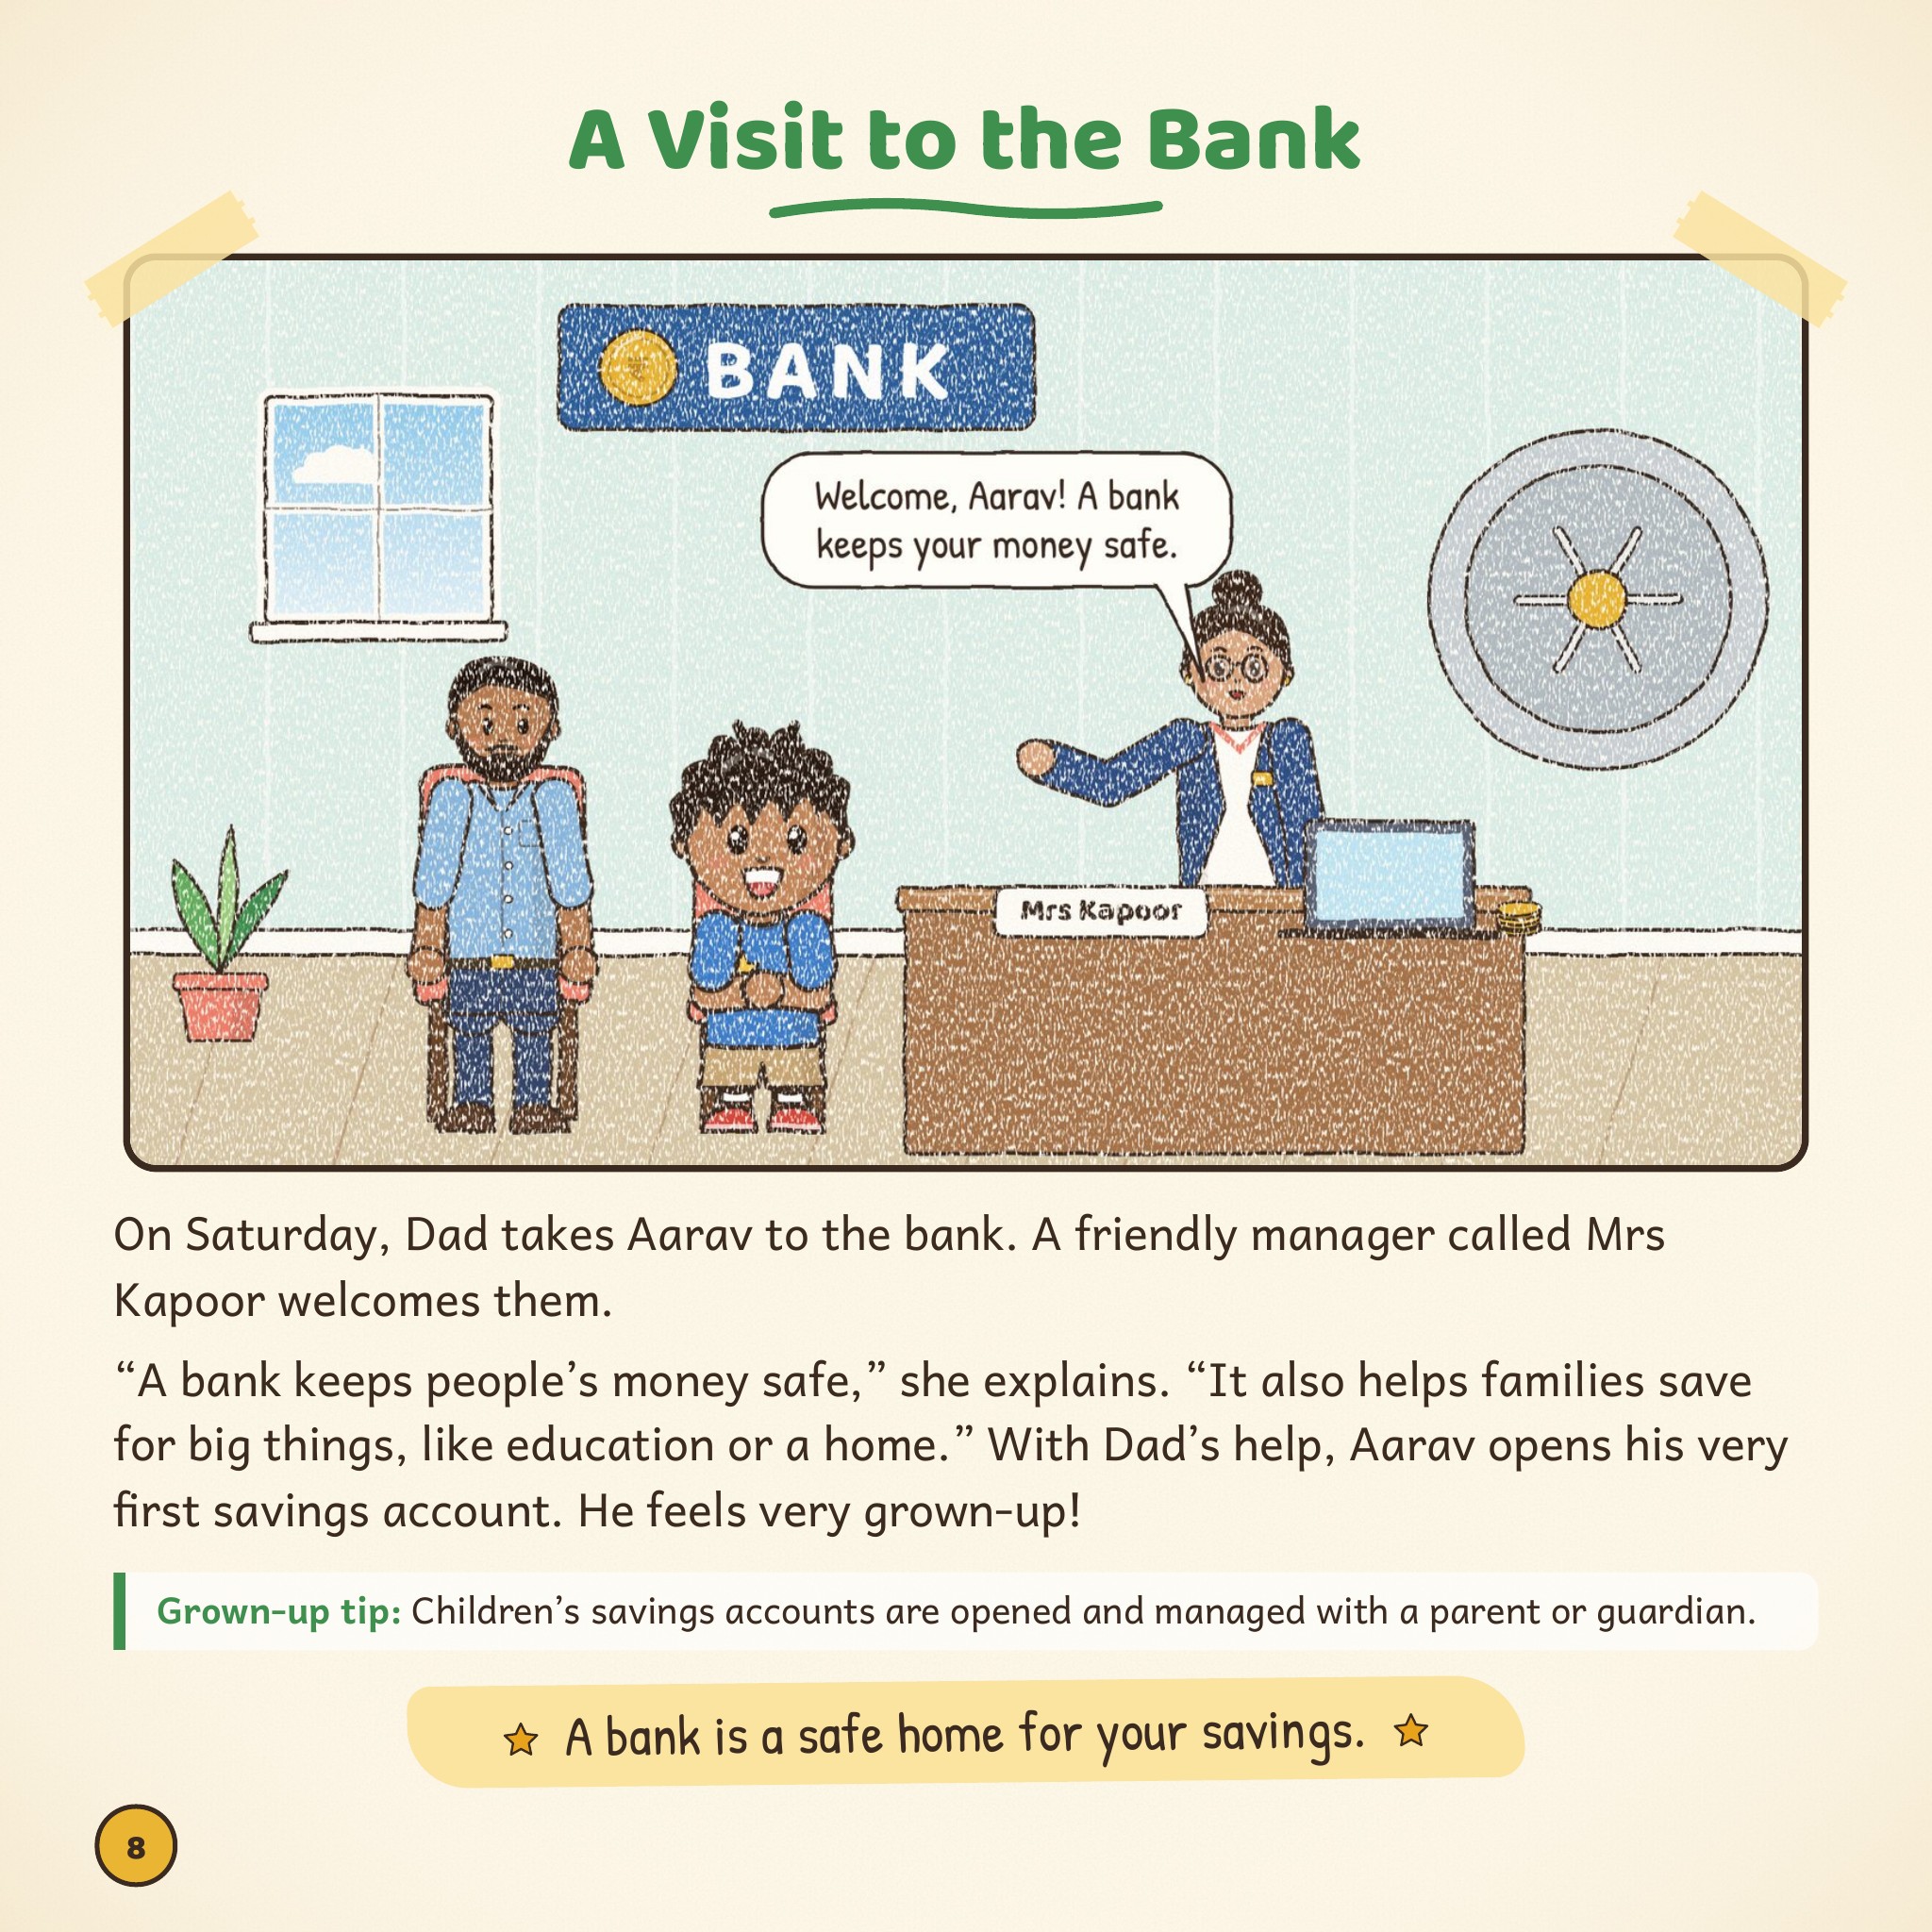 A Visit to the Bank
BANK
Welcome, Aarav! A bank
keeps your money safe.
Mrs Kapoor
On Saturday, Dad takes Aarav to the bank. A friendly manager called Mrs
Kapoor welcomes them.
“A bank keeps people’s money safe,” she explains. “It also helps families save
for big things, like education or a home.” With Dad’s help, Aarav opens his very
first savings account. He feels very grown-up!
Grown-up tip: Children’s savings accounts are opened and managed with a parent or guardian.
A bank is a safe home for your savings.
8